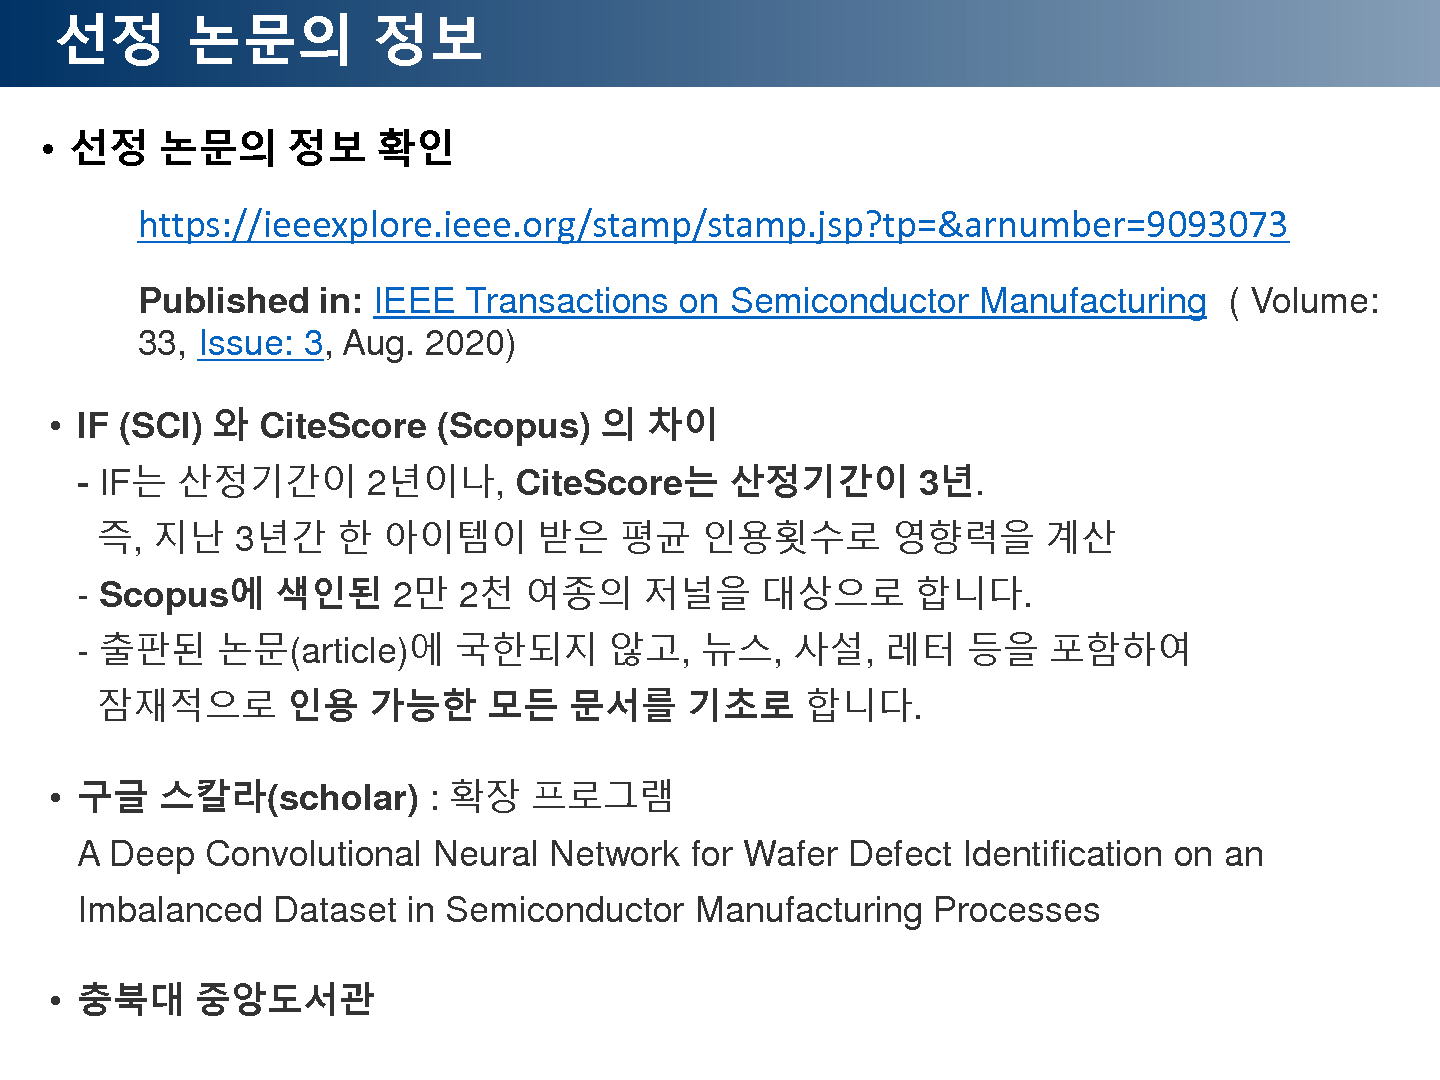 선정 논문의 정보
• 선정 논문의 정보 확인
https://ieeexplore.ieee.org/stamp/stamp.jsp?tp=&arnumber=9093073
Published in: IEEE Transactions on Semiconductor Manufacturing ( Volume:
33, Issue: 3, Aug. 2020)
• IF (SCI) 와 CiteScore (Scopus) 의 차이
- IF는 산정기간이 2년이나, CiteScore는 산정기간이 3년.
즉, 지난 3년간 한 아이템이 받은 평균 인용횟수로 영향력을 계산
- Scopus에 색인된 2만 2천 여종의 저널을 대상으로 합니다.
- 출판된 논문(article)에 국한되지 않고, 뉴스, 사설, 레터 등을 포함하여
잠재적으로 인용 가능한 모든 문서를 기초로 합니다.
• 구글 스칼라(scholar) : 확장 프로그램
A Deep Convolutional Neural Network for Wafer Defect Identification on an
Imbalanced Dataset in Semiconductor Manufacturing Processes
• 충북대 중앙도서관